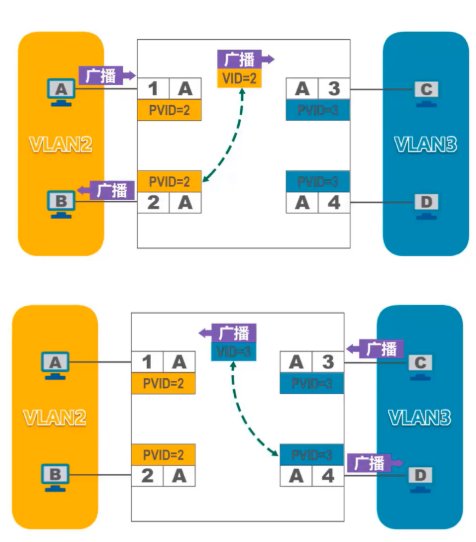 广播
广播
VID=2
A
1 A
PVID=2
A 3
PVID=3
C
VLAN2
VLAN3
广播
B
PVID=2
2 A
PVID=3
A 4
D
广播
VID=3
广播
A
1 A
PVID=2
A 3
PVID=3
C
VLAN2
VLAN3
PVID=2
2 A
B
PVID=3
A 4
广播
D